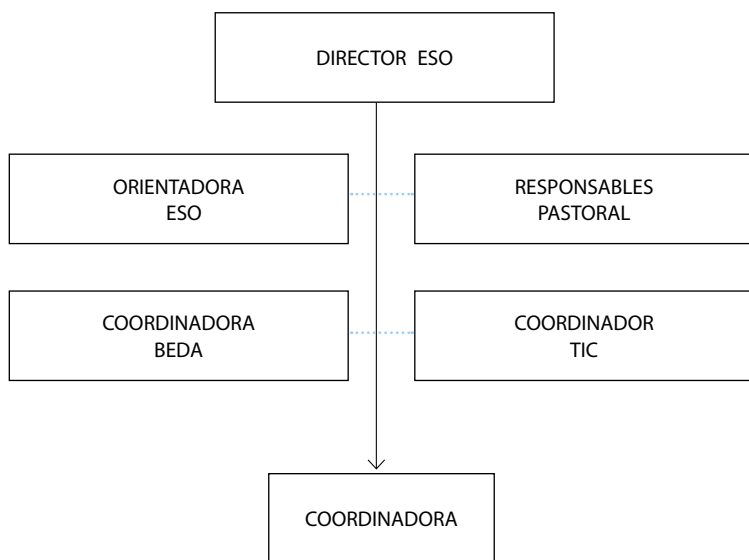 DIRECTOR ESO
ORIENTADORA
ESO
RESPONSABLES
PASTORAL
COORDINADORA
BEDA
COORDINADOR
TIC
COORDINADORA